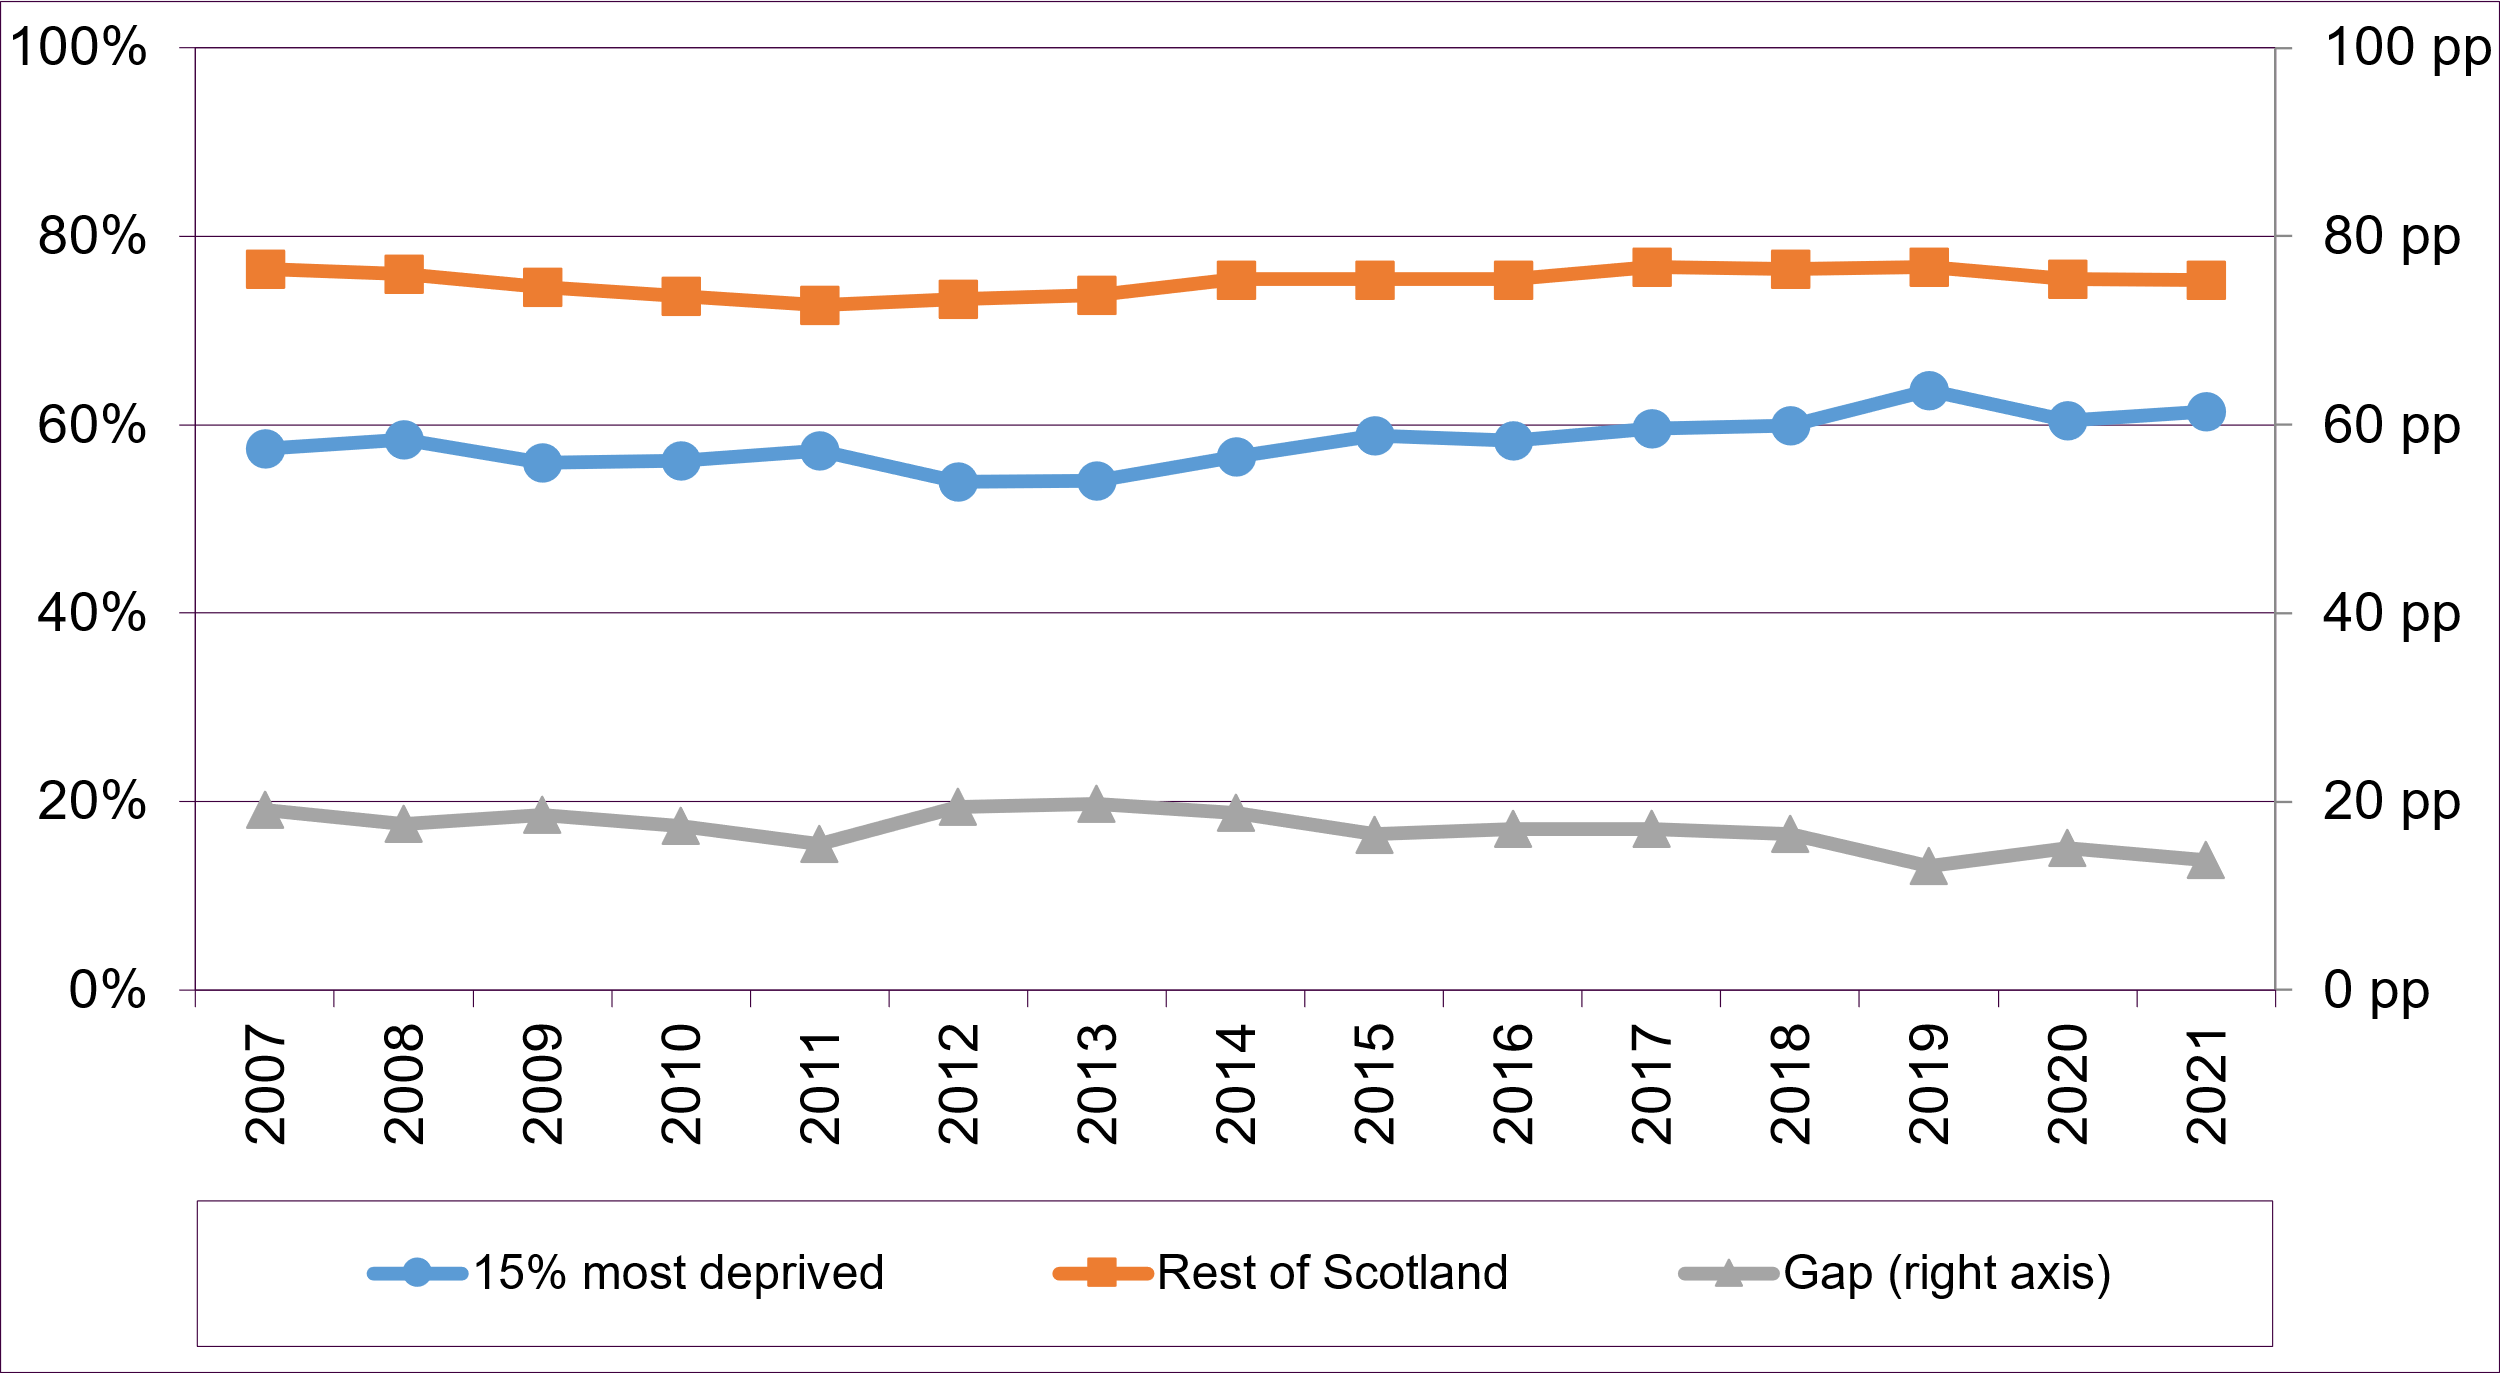 100%
100 pp
80%
80 pp
60%
60 pp
40%
40 pp
20%
20 pp
0%
0 pp
2007
2008
2009
2010
2011
2012
2013
2014
2015
2016
2017
2018
2019
2020
2021
15% most deprived
Rest of Scotland
Gap (right axis)